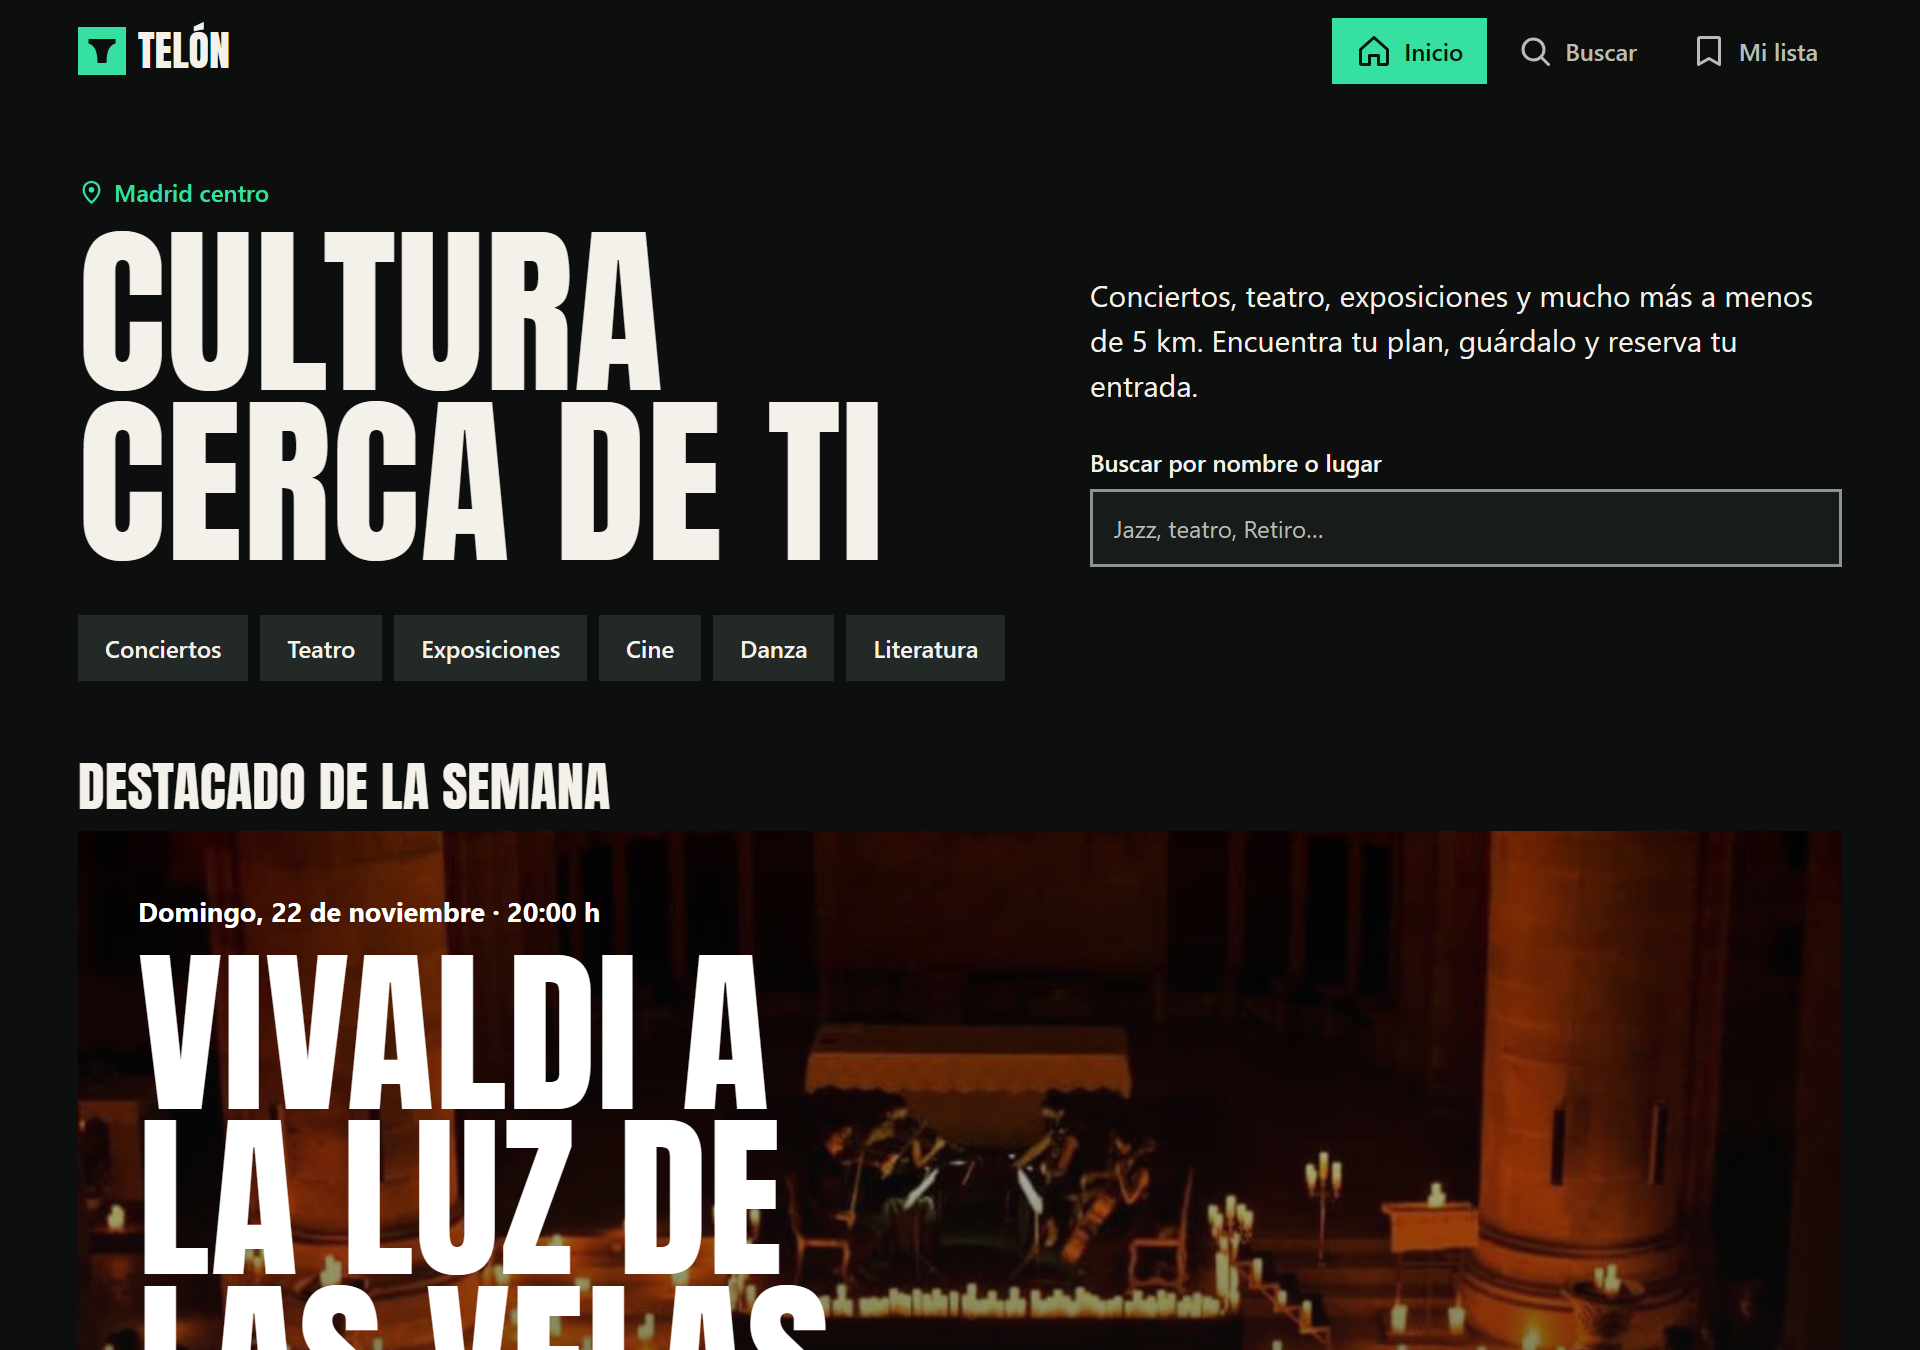 TELÓN
Inicio
Buscar
Mi lista
Madrid centro
CULTURA
CERCA DE TI
Conciertos, teatro, exposiciones y mucho más a menos
de 5 km. Encuentra tu plan, guárdalo y reserva tu
entrada.
Buscar por nombre o lugar
Jazz, teatro, Retiro...
Conciertos
Teatro
Exposiciones
Cine
Danza
Literatura
DESTACADO DE LA SEMANA
Domingo, 22 de noviembre · 20:00 h
VIVALDI A
LA LUZ DE
LAS VELAS